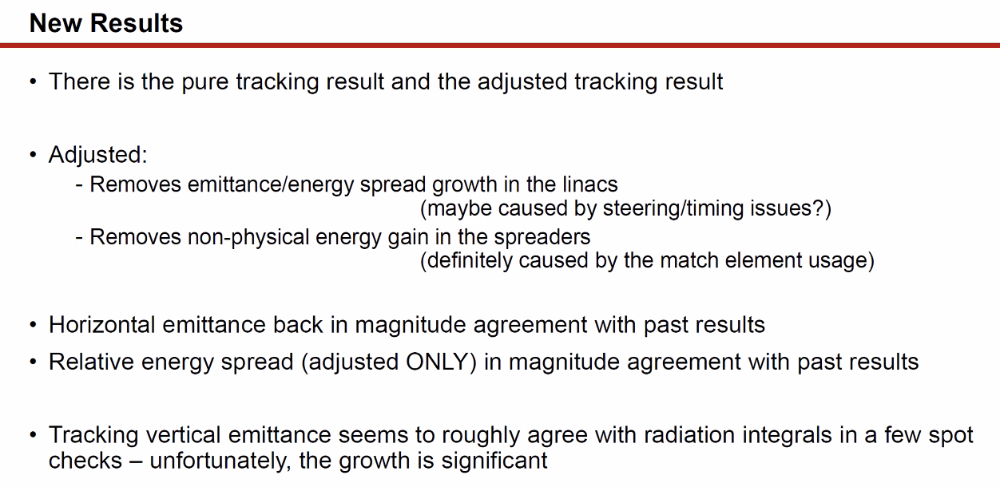 New Results
• There is the pure tracking result and the adjusted tracking result
• Adjusted:
- Removes emittance/energy spread growth in the linacs
(maybe caused by steering/timing issues?)
- Removes non-physical energy gain in the spreaders
(definitely caused by the match element usage)
• Horizontal emittance back in magnitude agreement with past results
• Relative energy spread (adjusted ONLY) in magnitude agreement with past results
• Tracking vertical emittance seems to roughly agree with radiation integrals in a few spot
checks – unfortunately, the growth is significant